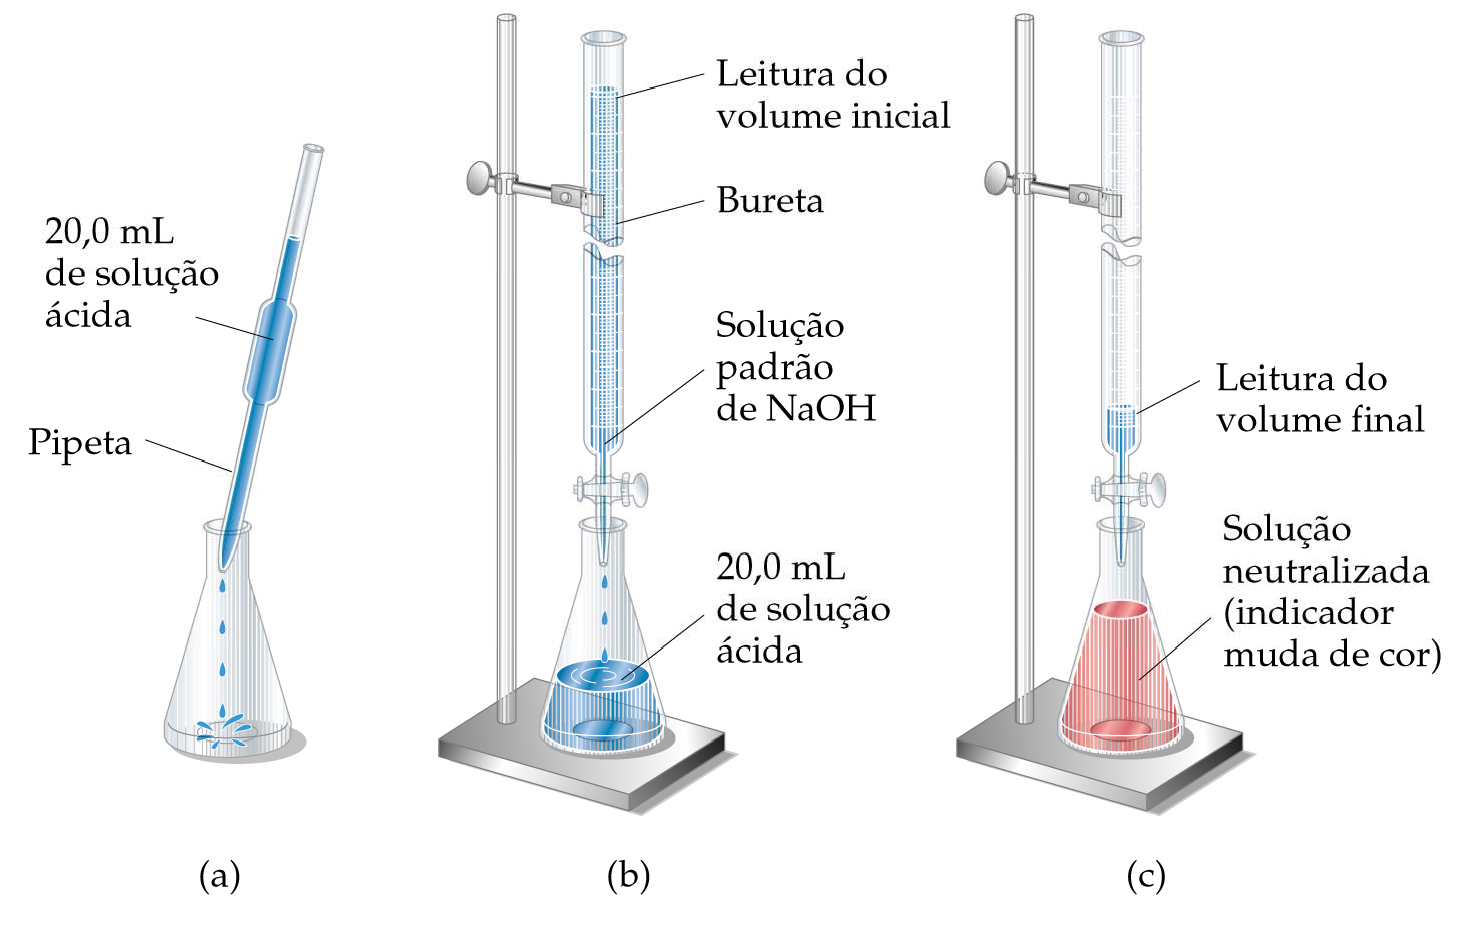 20,0 mL
de solução
ácida
Pipeta
(a)
Leitura do
volume inicial
Bureta
Solução
padrão
de NaOH
20,0 mL
de solução
ácida
(b)
Leitura do
volume final
Solução
neutralizada
(indicador
muda de cor)
(c)